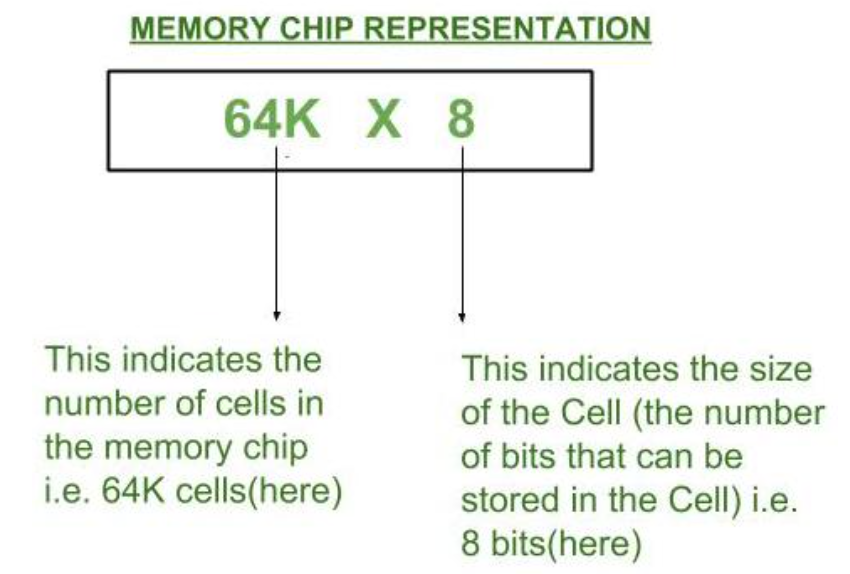 MEMORY CHIP REPRESENTATION
64K X 8
This indicates the
number of cells in
the memory chip
i.e. 64K cells(here)
This indicates the size
of the Cell (the number
of bits that can be
stored in the Cell) i.e.
8 bits(here)